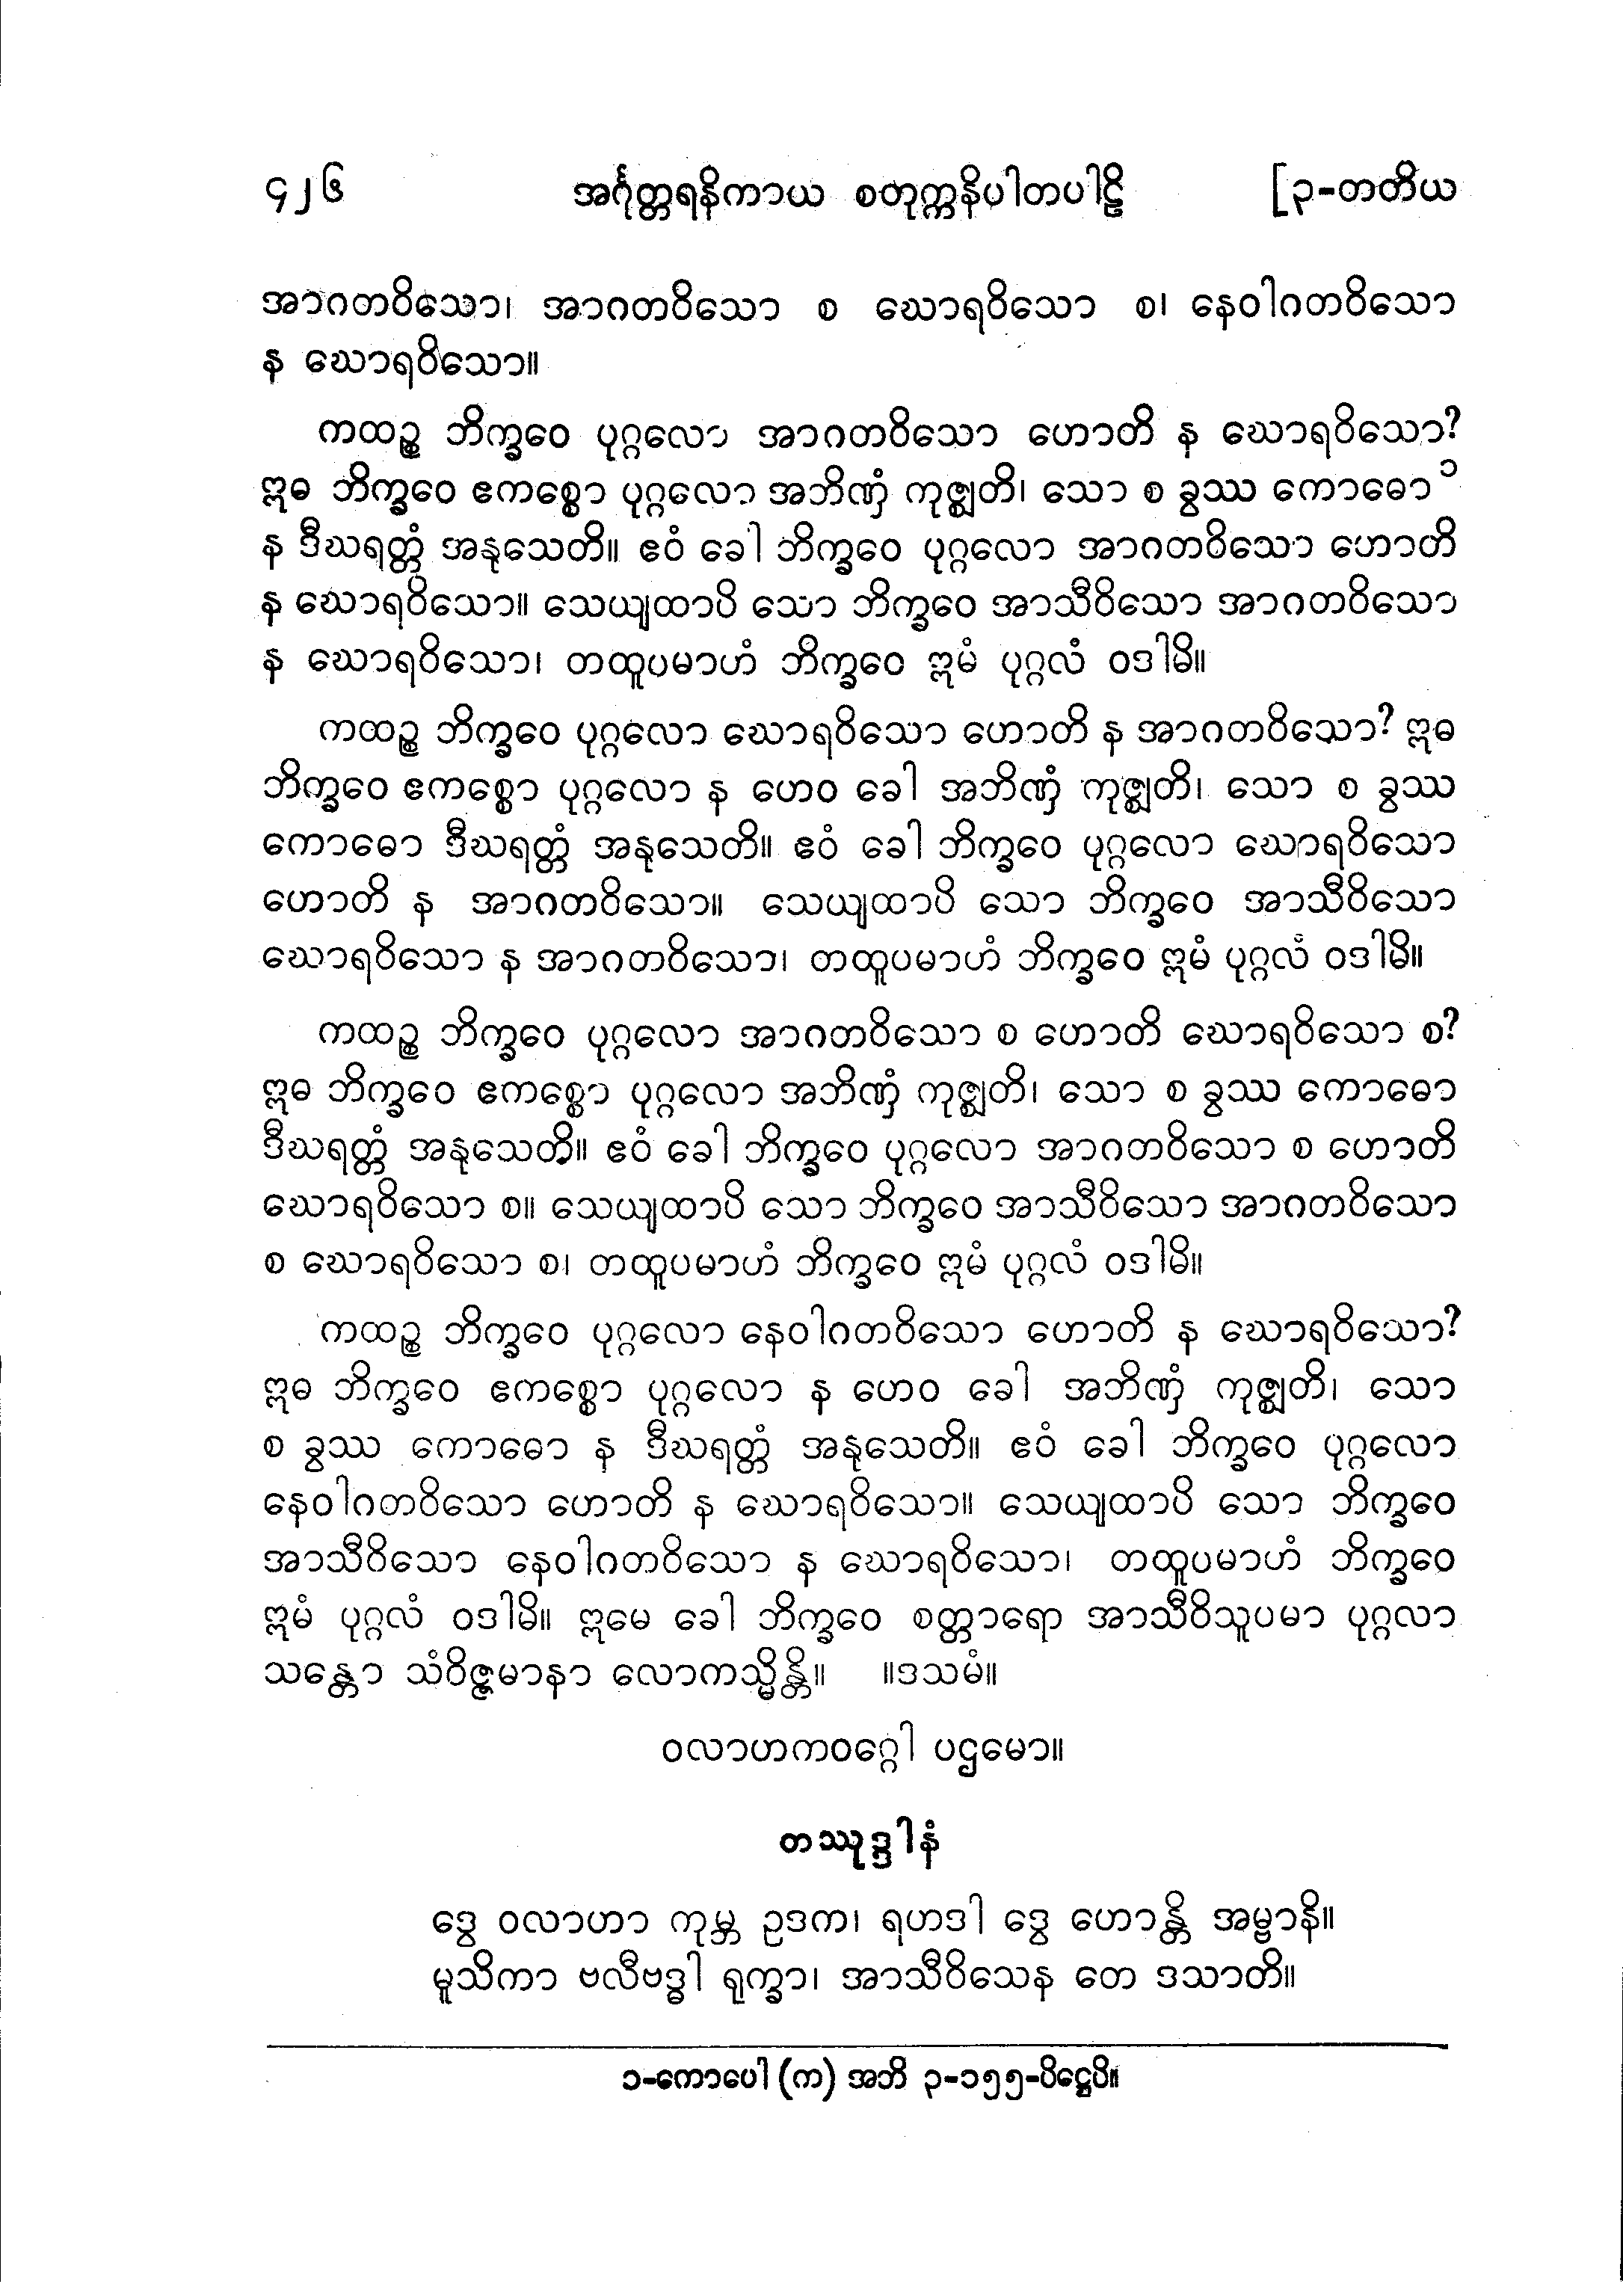 ၄၂၆ အင်္ဂုတ္တရနိကာယ စတုက္ကနိပါတပါဠိ [၃-တတိယ
အာဂတဝိသော၊ အာဂတဝိသော စ ဃောရဝိသော စ၊ နေဝါဂတဝိသော
န ဃောရဝိသော။
ကထဉ္စ ဘိက္ခဝေ ပုဂ္ဂလော အာဂတဝိသော ဟောတိ န ဃောရဝိသော?
ဣဓ ဘိက္ခဝေ ဧကစ္စော ပုဂ္ဂလော အဘိဏှံ ကုဇ္ဈတိ၊ သော စ ခွဿ ကောဓော ၁
န ဒီဃရတ္တံ အနုသေတိ။ ဧဝံ ခေါ ဘိက္ခဝေ ပုဂ္ဂလော အာဂတဝိသော ဟောတိ
န ဃောရဝိသော။ သေယျထာပိ သော ဘိက္ခဝေ အာသီဝိသော အာဂတဝိသော
န ဃောရဝိသော၊ တထူပမာဟံ ဘိက္ခဝေ ဣမံ ပုဂ္ဂလံ ဝဒါမိ။
ကထဉ္စ ဘိက္ခဝေ ပုဂ္ဂလော ဃောရဝိသော ဟောတိ န အာဂတဝိသော? ဣဓ
ဘိက္ခဝေ ဧကစ္စော ပုဂ္ဂလော န ဟေဝ ခေါ အဘိဏှံ ကုဇ္ဈတိ၊ သော စ ခွဿ
ကောဓော ဒီဃရတ္တံ အနုသေတိ။ ဧဝံ ခေါ ဘိက္ခဝေ ပုဂ္ဂလော ဃောရဝိသော
ဟောတိ န အာဂတဝိသော။ သေယျထာပိ သော ဘိက္ခဝေ အာသီဝိသော
ဃောရဝိသော န အာဂတဝိသော၊ တထူပမာဟံ ဘိက္ခဝေ ဣမံ ပုဂ္ဂလံ ဝဒါမိ။
ကထဉ္စ ဘိက္ခဝေ ပုဂ္ဂလော အာဂတဝိသော စ ဟောတိ ဃောရဝိသော စ?
ဣဓ ဘိက္ခဝေ ဧကစ္စော ပုဂ္ဂလော အဘိဏှံ ကုဇ္ဈတိ၊ သော စ ခွဿ ကောဓော
ဒီဃရတ္တံ အနုသေတိ။ ဧဝံ ခေါ ဘိက္ခဝေ ပုဂ္ဂလော အာဂတဝိသော စ ဟောတိ
ဃောရဝိသော စ။ သေယျထာပိ သော ဘိက္ခဝေ အာသီဝိသော အာဂတဝိသော
စ ဃောရဝိသော စ၊ တထူပမာဟံ ဘိက္ခဝေ ဣမံ ပုဂ္ဂလံ ဝဒါမိ။
ကထဉ္စ ဘိက္ခဝေ ပုဂ္ဂလော နေဝါဂတဝိသော ဟောတိ န ဃောရဝိသော?
ဣဓ ဘိက္ခဝေ ဧကစ္စော ပုဂ္ဂလော န ဟေဝ ခေါ အဘိဏှံ ကုဇ္ဈတိ၊ သော
စ ခွဿ ကောဓော န ဒီဃရတ္တံ အနုသေတိ။ ဧဝံ ခေါ ဘိက္ခဝေ ပုဂ္ဂလော
နေဝါဂတဝိသော ဟောတိ န ဃောရဝိသော။ သေယျထာပိ သော ဘိက္ခဝေ
အာသီဝိသော နေဝါဂတဝိသော န ဃောရဝိသော၊ တထူပမာဟံ ဘိက္ခဝေ
ဣမံ ပုဂ္ဂလံ ဝဒါမိ။ ဣမေ ခေါ ဘိက္ခဝေ စတ္တာရော အာသီဝိသူပမာ ပုဂ္ဂလာ
သန္တော သံဝိဇ္ဇမာနာ လောကသ္မိန္တိ။ ။ဒသမံ။
ဝလာဟကဝဂ္ဂေါ ပဌမော။
တဿုဒ္ဒါနံ
ဒွေ ဝလာဟာ ကုမ္ဘ ဥဒက၊ ရဟဒါ ဒွေ ဟောန္တိ အမ္ဗာနိ။
မူသိကာ ဗလီဗဒ္ဓါ ရုက္ခာ၊ အာသီဝိသေန တေ ဒသာတိ။
၁-ကောပေါ (က) အဘိ ၃-၁၅၅-ပိဋ္ဌေပိ။